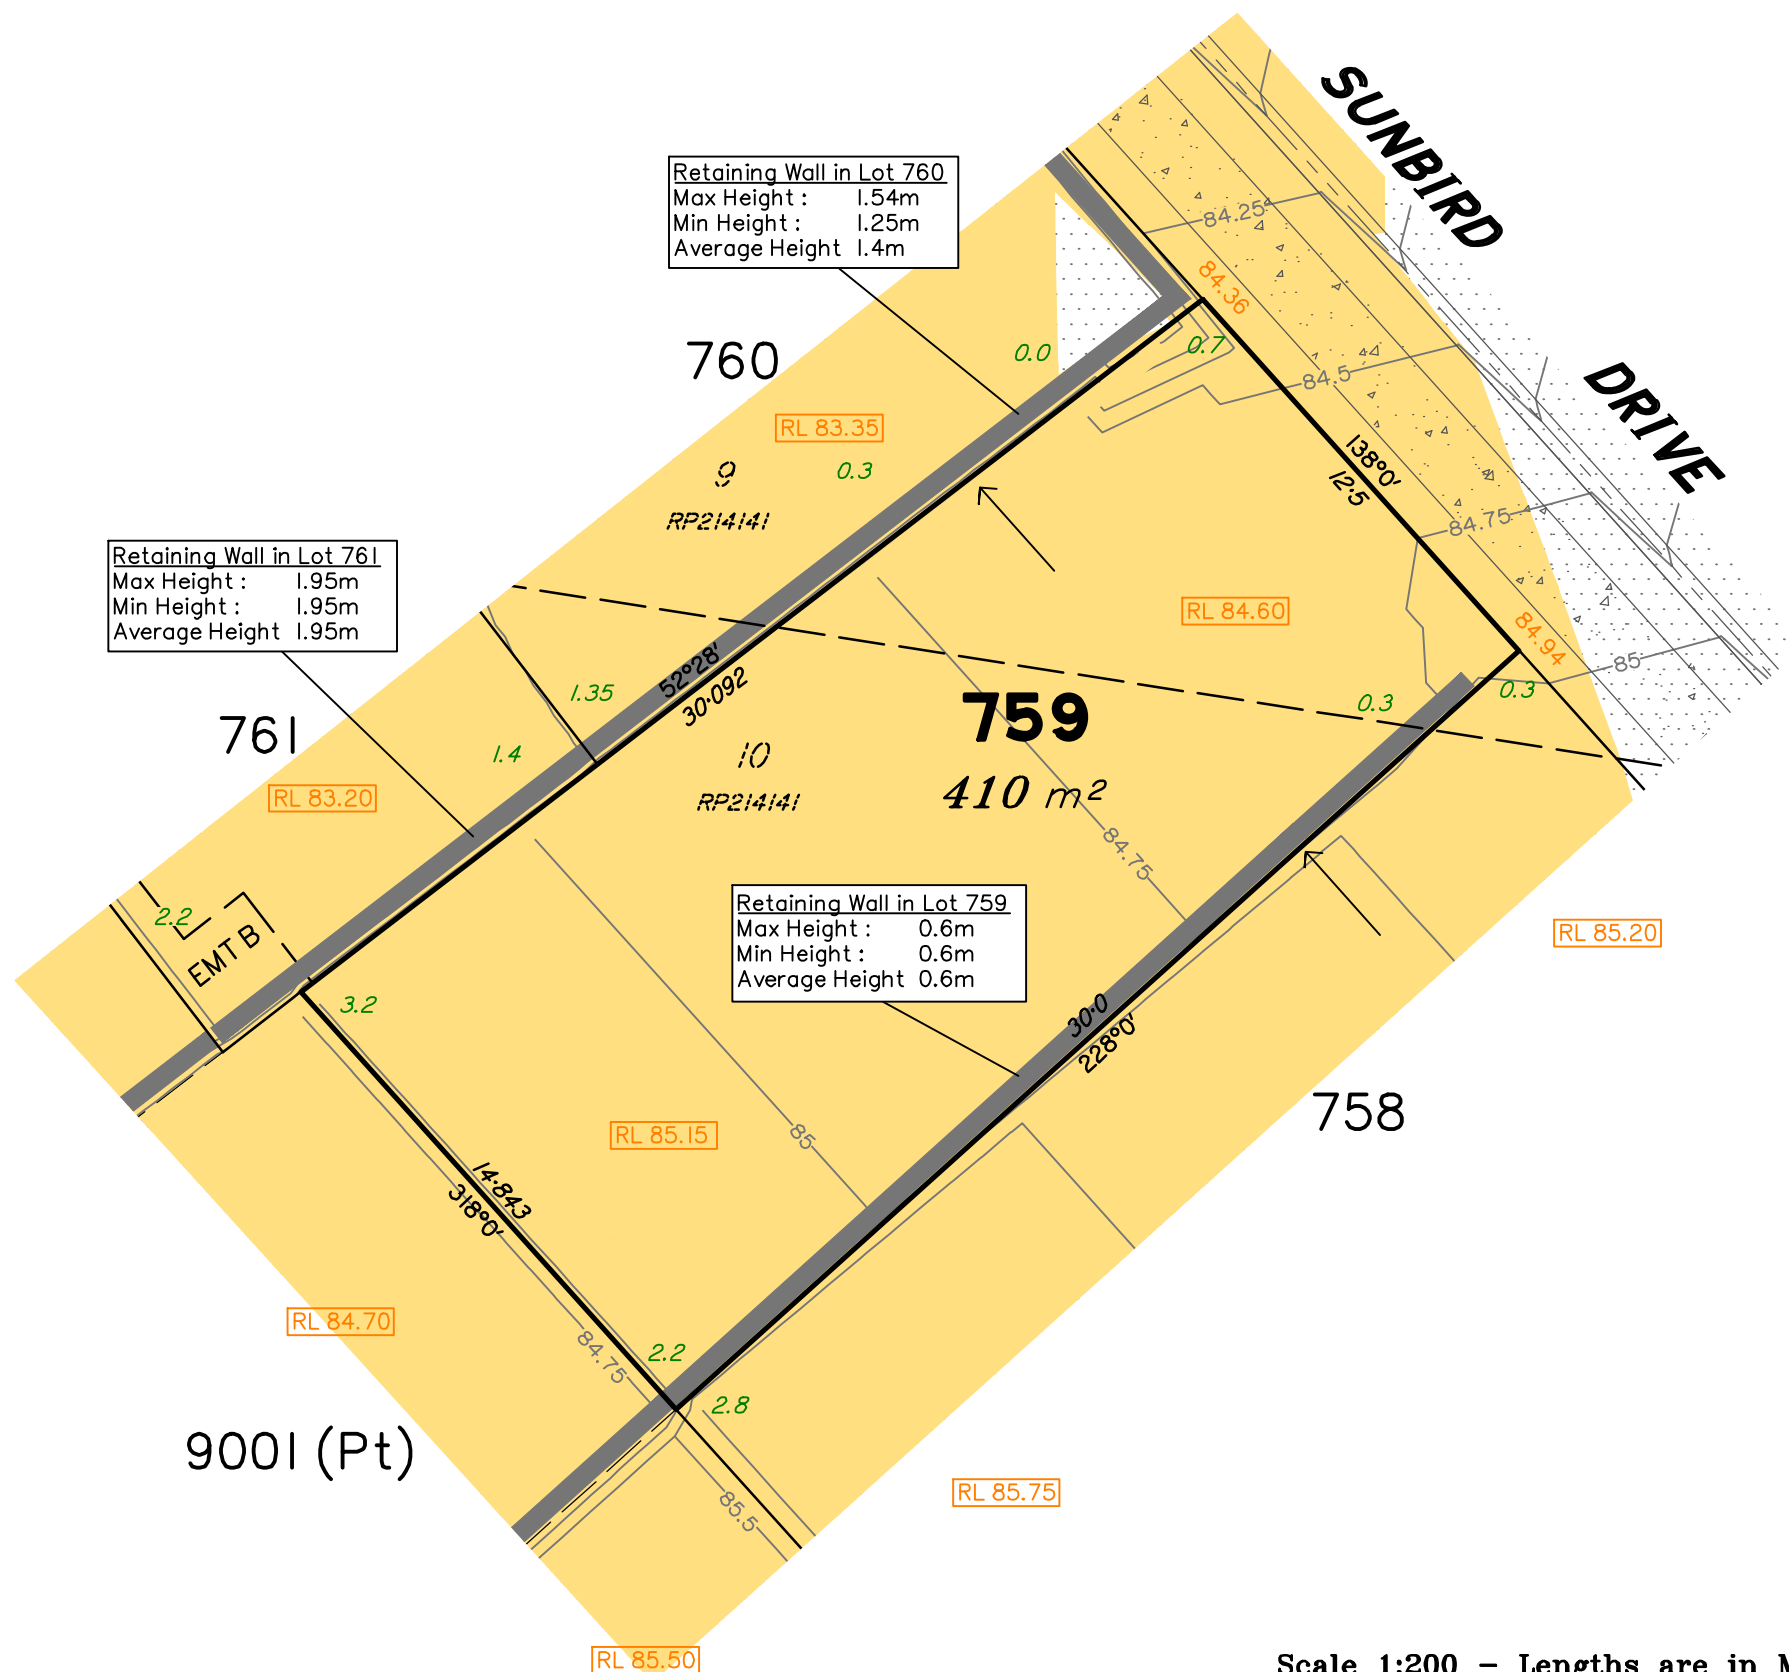 SUNBIRD
DRIVE
Retaining Wall in Lot 760
Max Height : 1.54m
Min Height : 1.25m
Average Height 1.4m
84.25
84.36
760
0.0
0.7
84.5
RL 83.35
9
0.3
RP214141
138°0'
12·5
84.75
Retaining Wall in Lot 761
Max Height : 1.95m
Min Height : 1.95m
Average Height 1.95m
RL 84.60
84.94
85
52°28'
30·092
1.35
0.3
0.3
759
410 m²
761
1.4
10
RP214141
RL 83.20
84.75
Retaining Wall in Lot 759
Max Height : 0.6m
Min Height : 0.6m
Average Height 0.6m
2.2
EMT B
RL 85.20
3.2
30·0
228°0'
758
RL 85.15
85
14·843
318°0'
RL 84.70
84.75
2.2
2.8
9001 (Pt)
RL 85.75
85.5
RL 85.50
Scale 1:200 - Lengths are in M